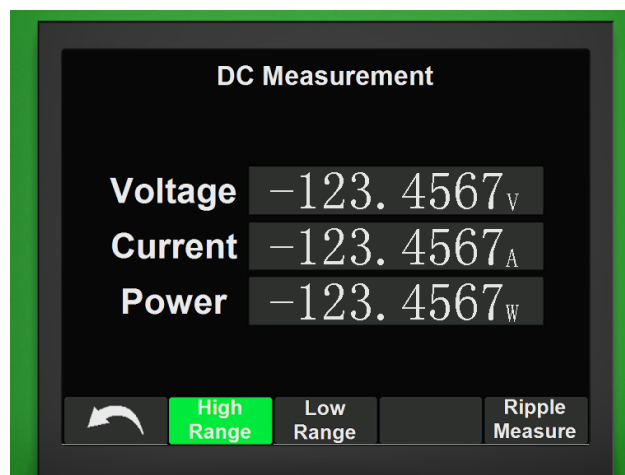 DC Measurement
Voltage -123.4567V
Current -123.4567A
Power -123.4567W
High Range
Low Range
Ripple Measure